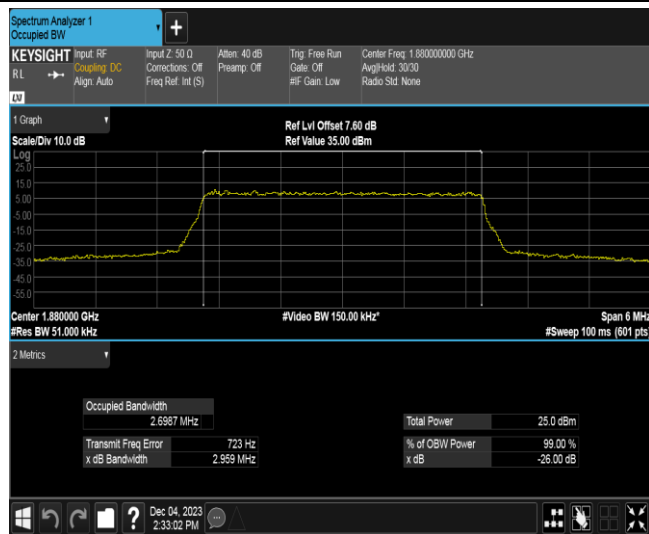 Spectrum Analyzer 1
Occupied BW
KEYSIGHT Input: RF Input Z: 50 Ω Atten: 40 dB Trig: Free Run Center Freq: 1.880000000 GHz
RL Coupling: DC Corrections: Off Preamp: Off Gate: Off Avg|Hold: 30/30
Align: Auto Freq Ref: Int (S) #IF Gain: Low Radio Std: None
LXI
1 Graph Ref Lvl Offset 7.60 dB
Scale/Div 10.0 dB Ref Value 35.00 dBm
Log
25.0
15.0
5.00
-5.00
-15.0
-25.0
-35.0
-45.0
-55.0
Center 1.880000 GHz #Video BW 150.00 kHz* Span 6 MHz
#Res BW 51.000 kHz #Sweep 100 ms (601 pts)
2 Metrics
Occupied Bandwidth
2.6987 MHz Total Power 25.0 dBm
Transmit Freq Error 723 Hz % of OBW Power 99.00 %
x dB Bandwidth 2.959 MHz x dB -26.00 dB
? Dec 04, 2023
2:33:02 PM